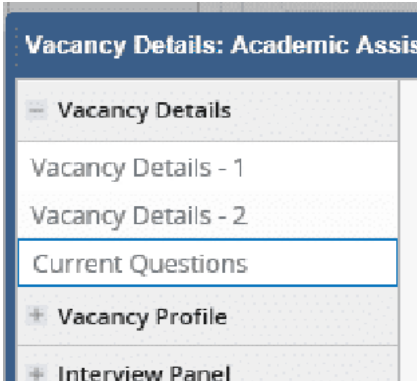 Vacancy Details: Academic Assis
Vacancy Details
Vacancy Details - 1
Vacancy Details - 2
Current Questions
Vacancy Profile
Interview Panel